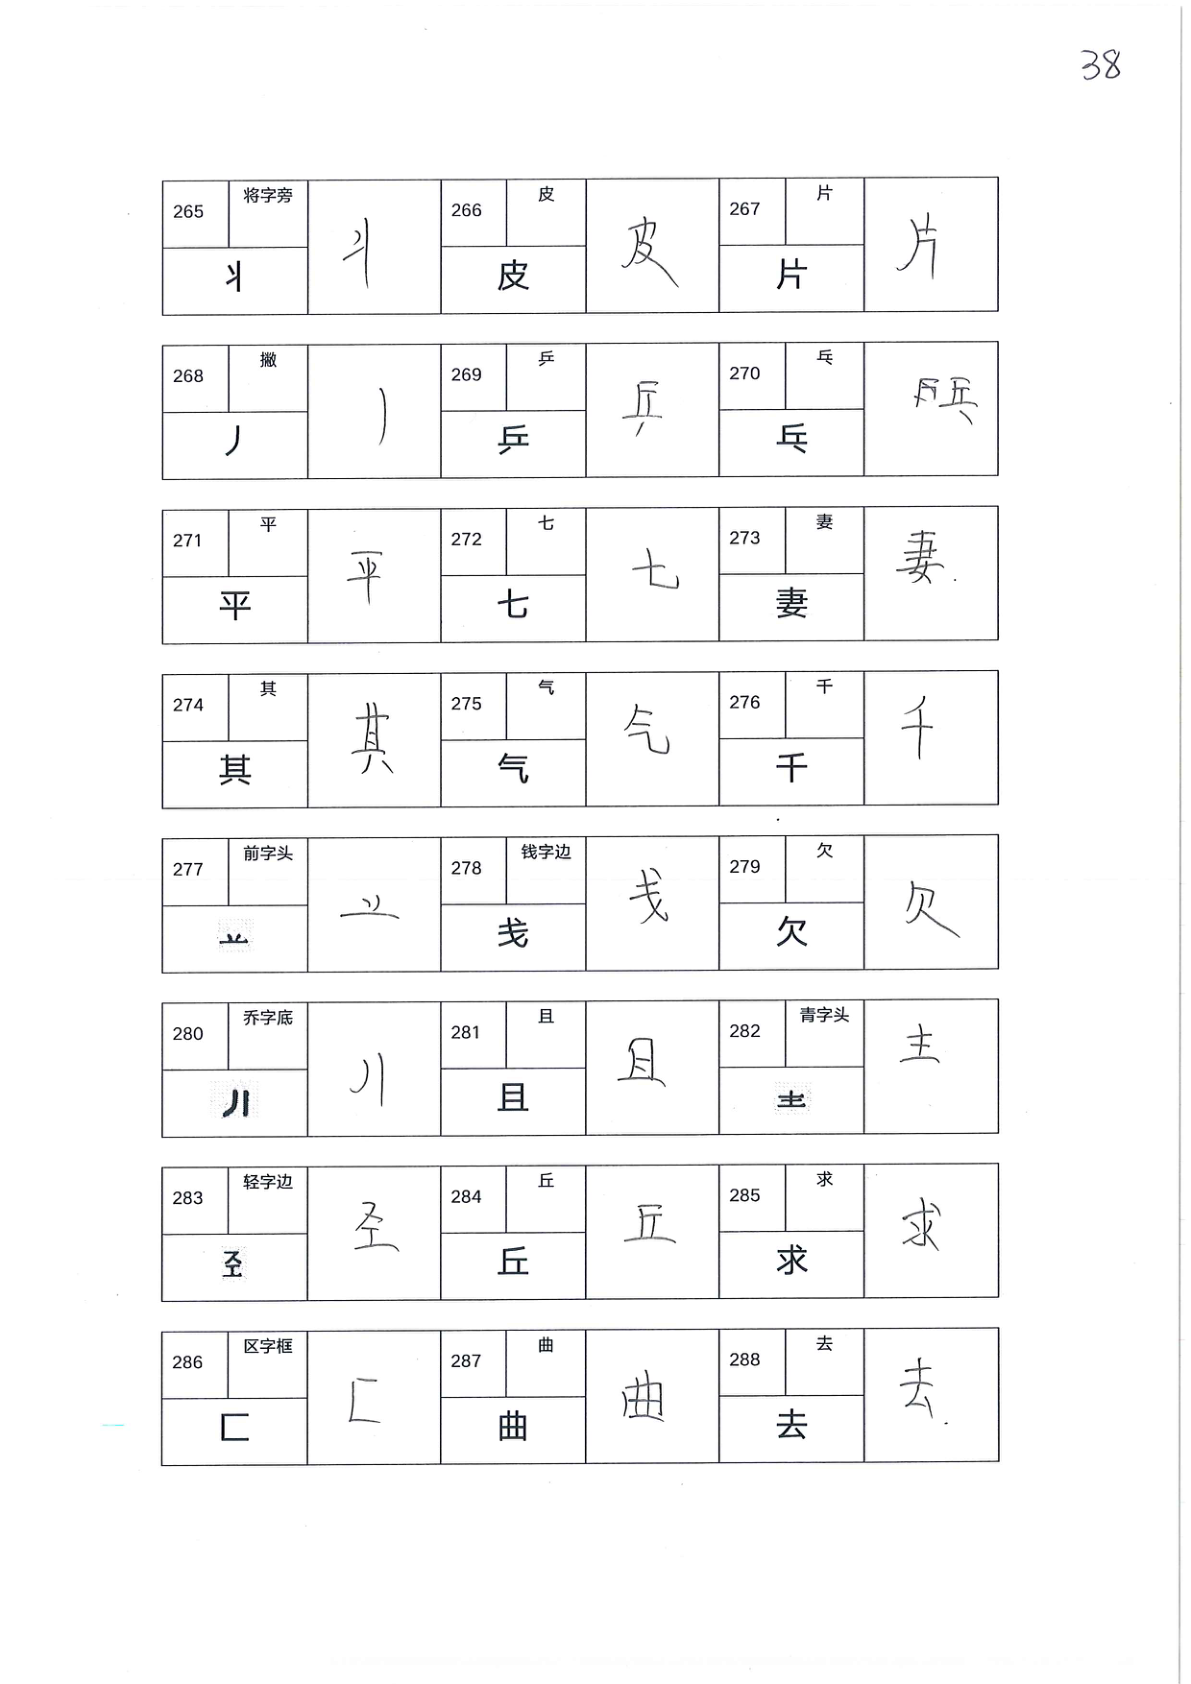 38
265 将字旁 丬 丬 266 皮 皮 皮 267 片 片 片
268 撇 丿 丿 269 乒 乒 乒 270 乓 乓 乓
271 平 平 平 272 七 七 七 273 妻 妻 妻
274 其 其 其 275 气 气 气 276 千 千 千
277 前字头 䒑 䒑 278 钱字边 戋 戋 279 欠 欠 欠
280 乔字底 丿丨 丿丨 281 且 且 且 282 青字头 龶 龶
283 轻字边 𢀖 𢀖 284 丘 丘 丘 285 求 求 求
286 区字框 匚 匚 287 曲 曲 曲 288 去 去 去